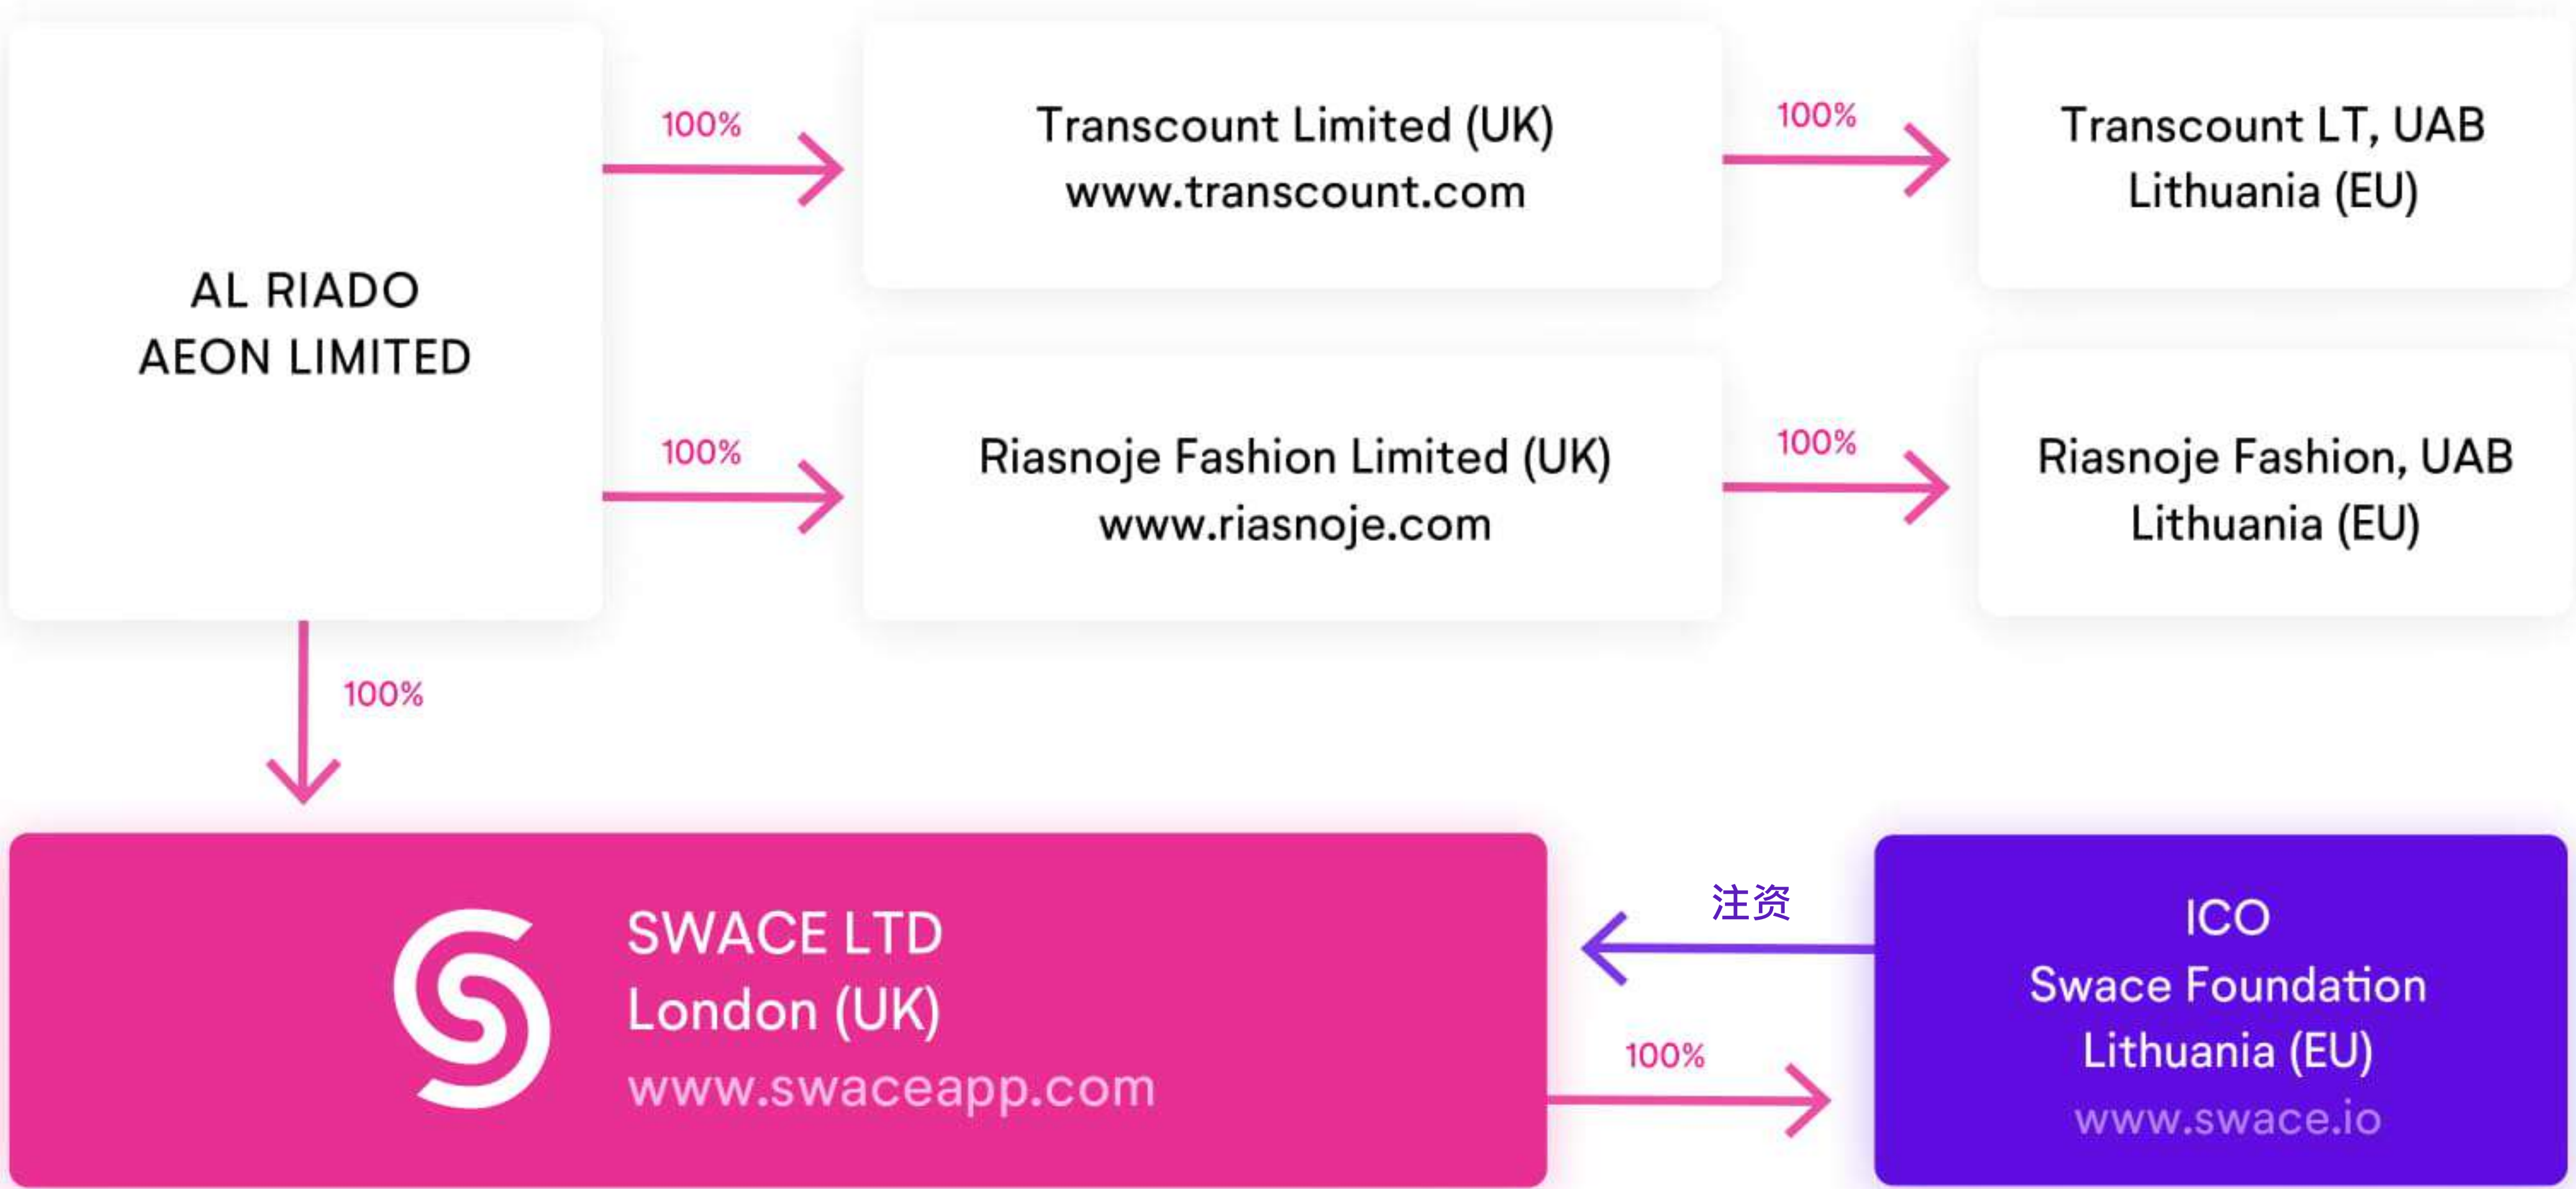 AL RIADO
AEON LIMITED
100%
Transcount Limited (UK)
www.transcount.com
100%
Transcount LT, UAB
Lithuania (EU)
100%
Riasnoje Fashion Limited (UK)
www.riasnoje.com
100%
Riasnoje Fashion, UAB
Lithuania (EU)
100%
SWACE LTD
London (UK)
www.swaceapp.com
注资
100%
ICO
Swace Foundation
Lithuania (EU)
www.swace.io